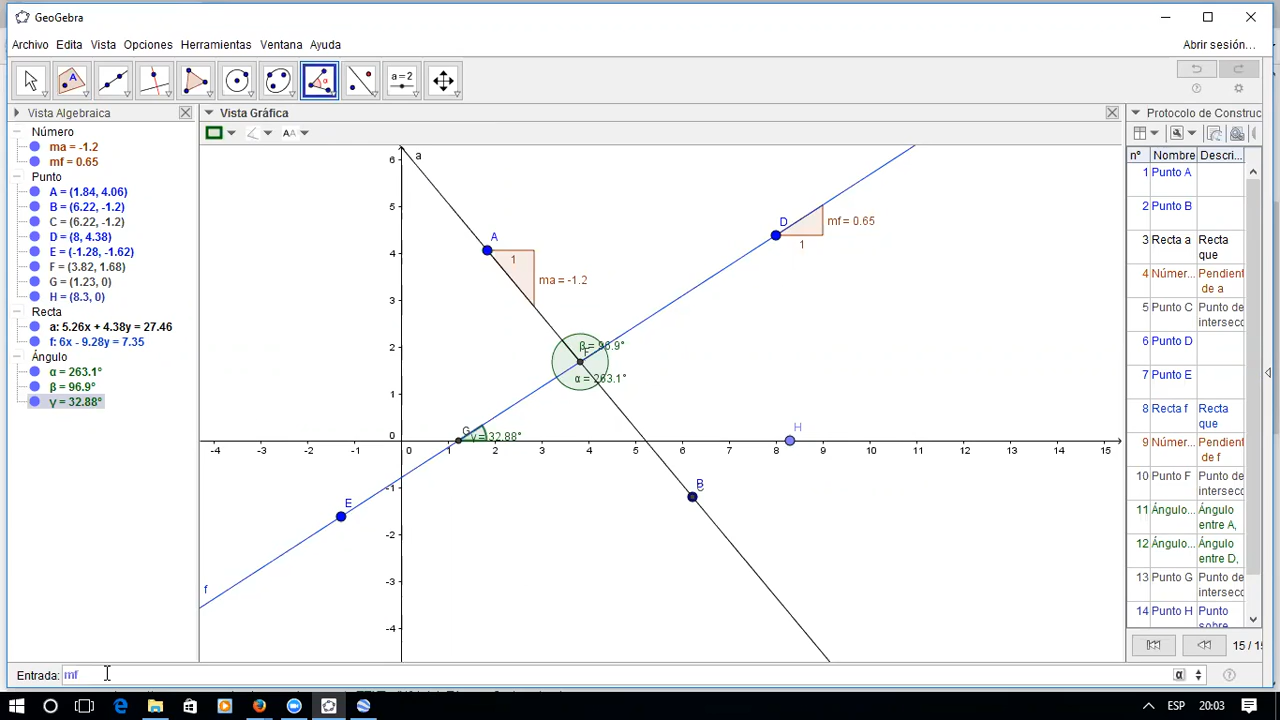 GeoGebra
Archivo Edita Vista Opciones Herramientas Ventana Ayuda
Abrir sesión...
A
α
a=2
Vista Algebraica
Vista Gráfica
Protocolo de Construc
AA
Número
ma = -1.2
mf = 0.65
Punto
A = (1.84, 4.06)
B = (6.22, -1.2)
C = (6.22, -1.2)
D = (8, 4.38)
E = (-1.28, -1.62)
F = (3.82, 1.68)
G = (1.23, 0)
H = (8.3, 0)
Recta
a: 5.26x + 4.38y = 27.46
f: 6x - 9.28y = 7.35
Ángulo
α = 263.1°
β = 96.9°
γ = 32.88°
a
A
1
ma = -1.2
D
1
mf = 0.65
β = 96.9°
F
α = 263.1°
G
γ = 32.88°
H
B
E
f
6
5
4
3
2
1
0
-1
-2
-3
-4
-4 -3 -2 -1 0 1 2 3 4 5 6 7 8 9 10 11 12 13 14 15
nº Nombre Descri...
1 Punto A
2 Punto B
3 Recta a Recta que
4 Númer... Pendient de a
5 Punto C Punto de intersecc
6 Punto D
7 Punto E
8 Recta f Recta que
9 Númer... Pendient de f
10 Punto F Punto de intersecc
11 Ángulo... Ángulo entre A,
12 Ángulo... Ángulo entre D,
13 Punto G Punto de intersecc
14 Punto H Punto sobre
15 / 15
Entrada: mf
α
ESP 20:03